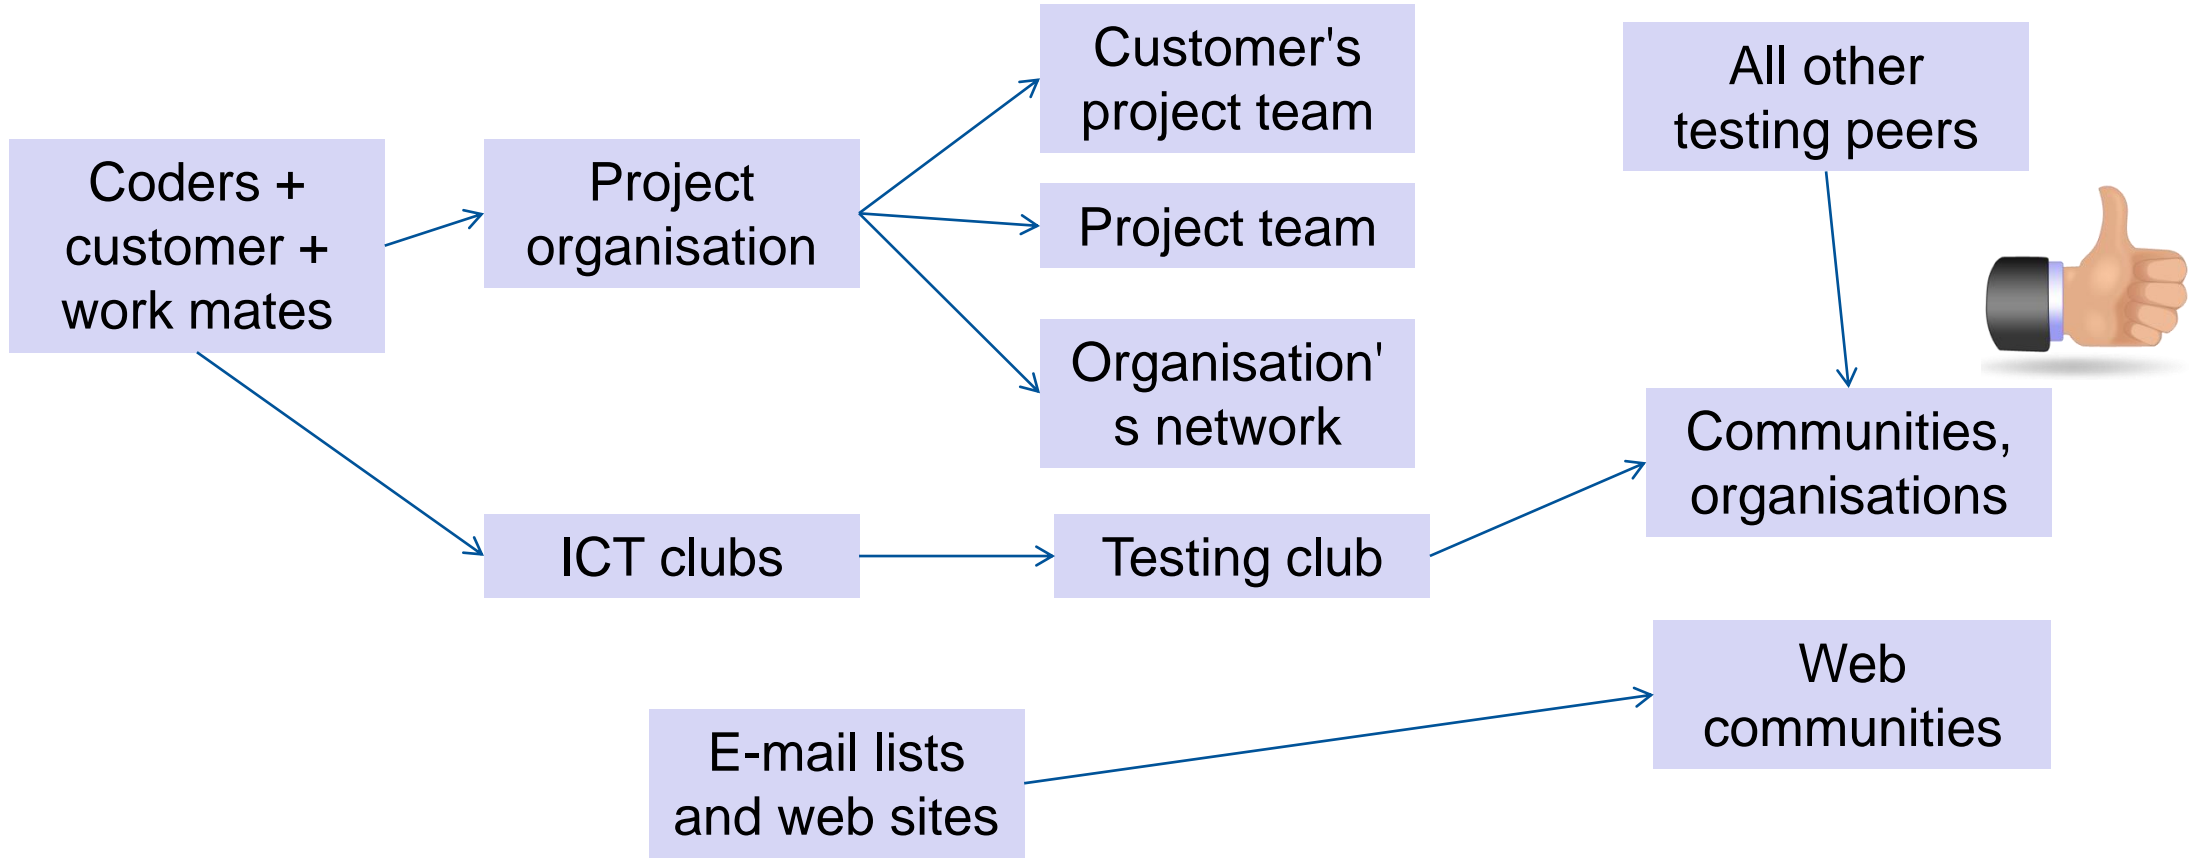 Coders +
customer +
work mates
Project
organisation
Customer's
project team
Project team
Organisation'
s network
ICT clubs
Testing club
All other
testing peers
Communities,
organisations
E-mail lists
and web sites
Web
communities